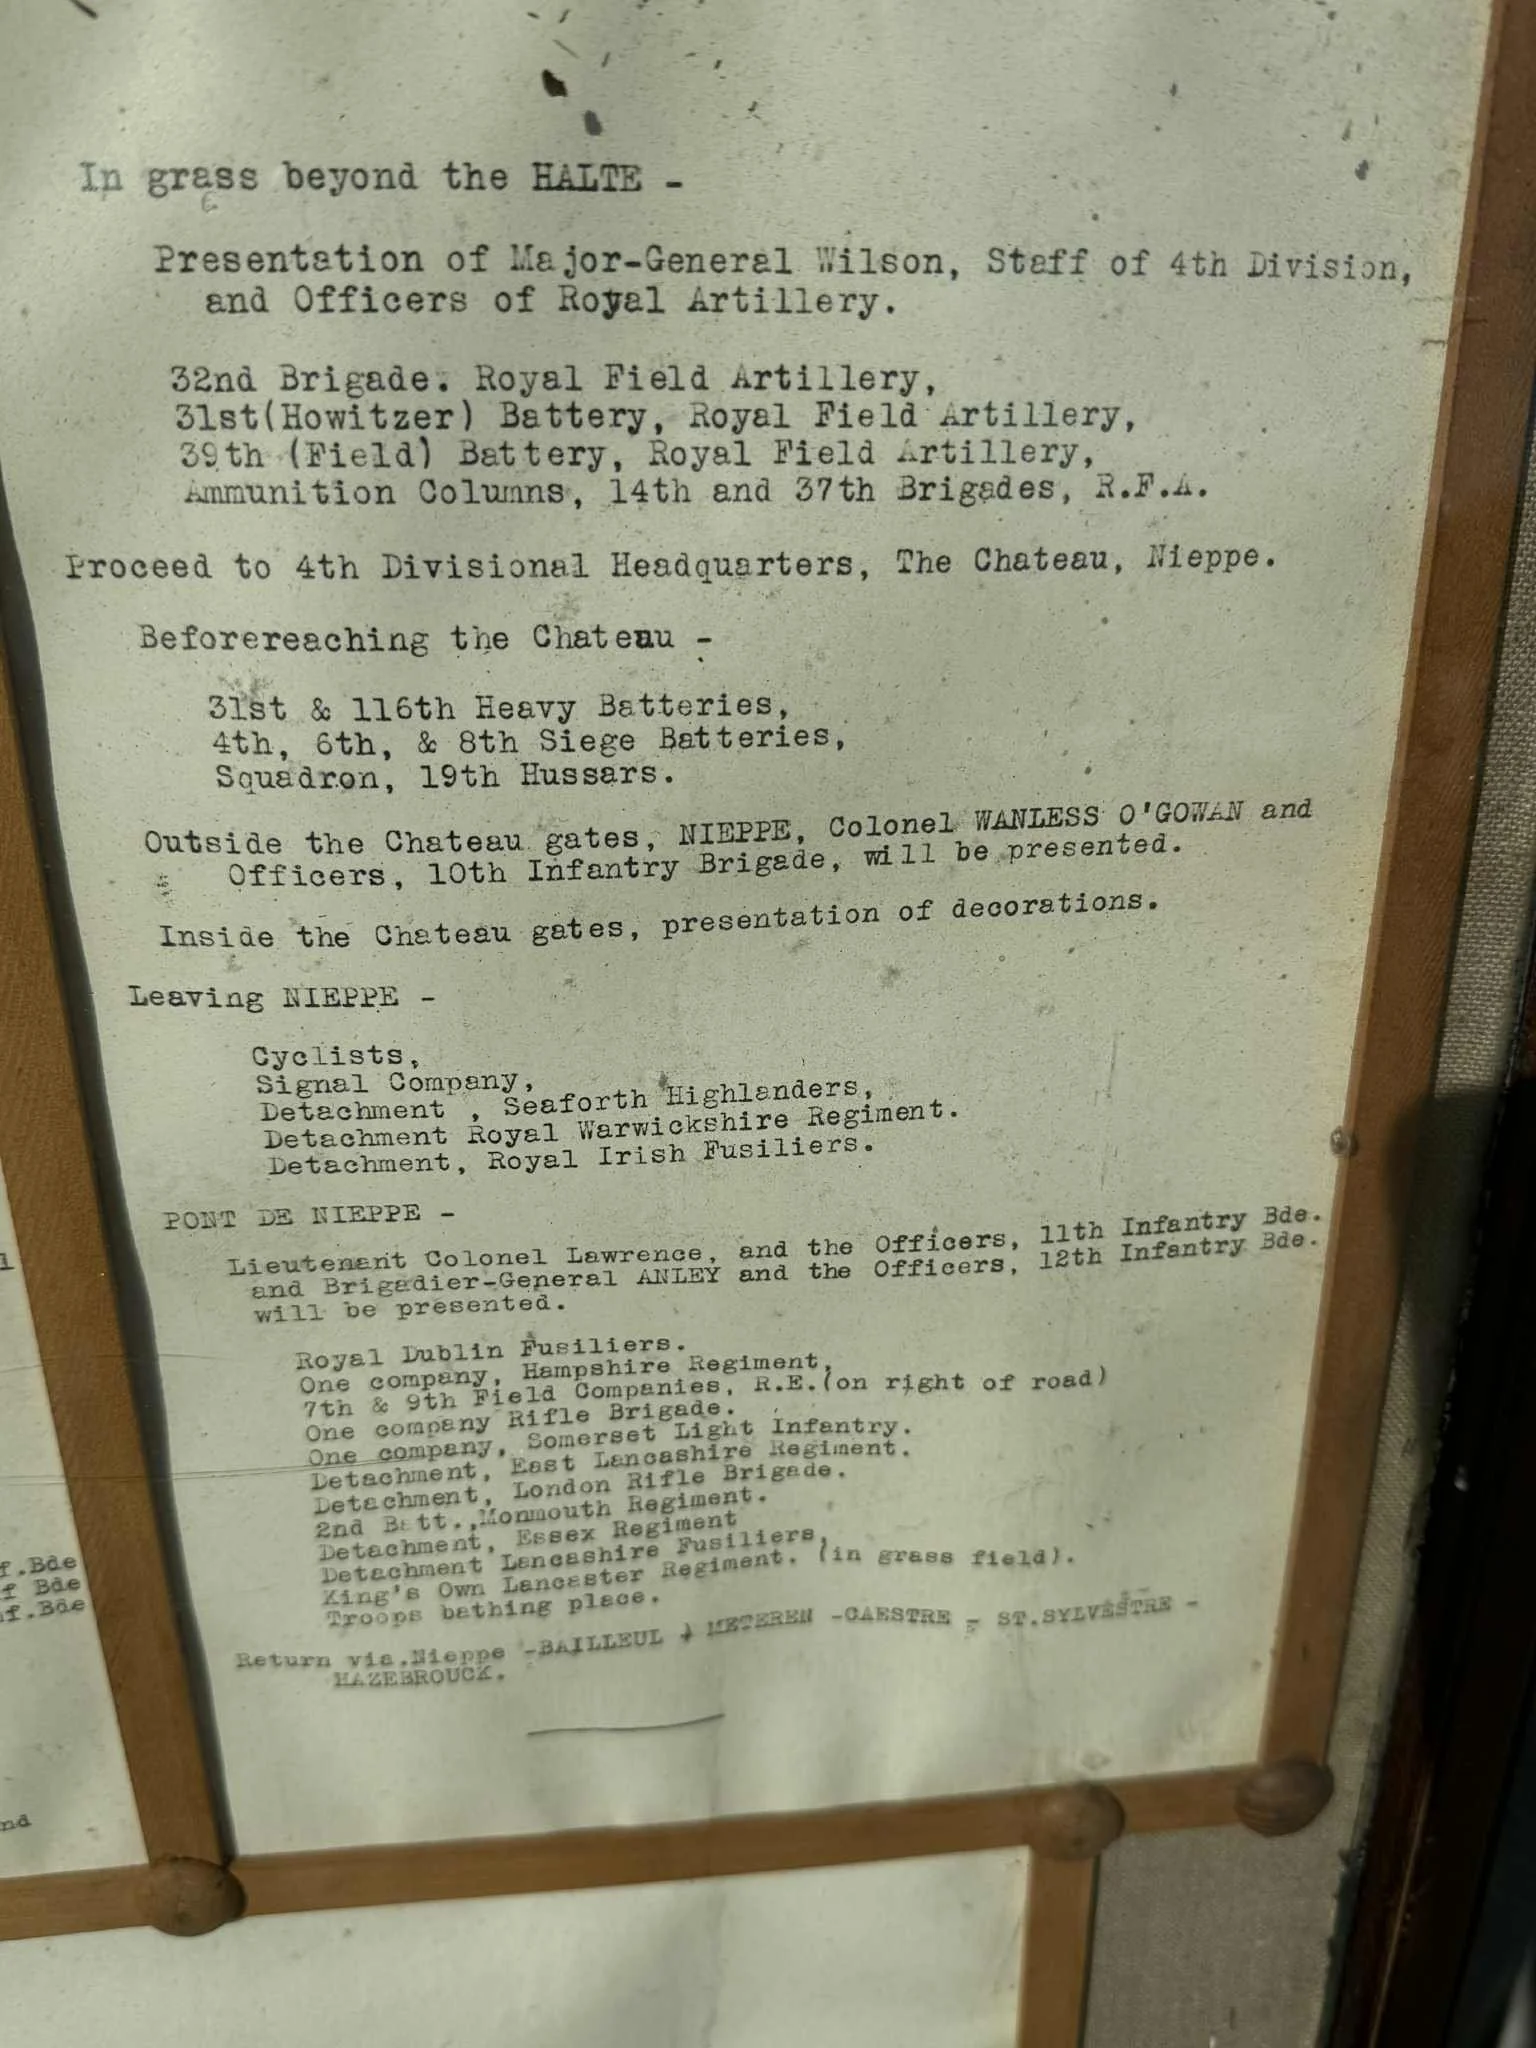 In grass beyond the HALTE -
Presentation of Major-General Wilson, Staff of 4th Division,
and Officers of Royal Artillery.
32nd Brigade. Royal Field Artillery,
31st(Howitzer) Battery, Royal Field Artillery,
39th (Field) Battery, Royal Field Artillery,
Ammunition Columns, 14th and 37th Brigades, R.F.A.
Proceed to 4th Divisional Headquarters, The Chateau, Nieppe.
Beforereaching the Chateau -
31st & 116th Heavy Batteries,
4th, 6th, & 8th Siege Batteries,
Squadron, 19th Hussars.
Outside the Chateau gates, NIEPPE, Colonel WANLESS O'GOWAN and
Officers, 10th Infantry Brigade, will be presented.
Inside the Chateau gates, presentation of decorations.
Leaving NIEPPE -
Cyclists,
Signal Company,
Detachment , Seaforth Highlanders,
Detachment Royal Warwickshire Regiment.
Detachment, Royal Irish Fusiliers.
PONT DE NIEPPE -
Lieutenant Colonel Lawrence, and the Officers, 11th Infantry Bde.
and Brigadier-General ANLEY and the Officers, 12th Infantry Bde.
will be presented.
Royal Dublin Fusiliers.
One company, Hampshire Regiment,
7th & 9th Field Companies, R.E.(on right of road)
One company Rifle Brigade.
One company, Somerset Light Infantry.
Detachment, East Lancashire Regiment.
Detachment, London Rifle Brigade.
2nd Batt.,Monmouth Regiment.
Detachment, Essex Regiment
Detachment Lancashire Fusiliers,
King's Own Lancaster Regiment. (in grass field).
Troops bathing place.
Return via.Nieppe -BAILLEUL - METEREN -CAESTRE - ST.SYLVESTRE -
HAZEBROUCK.
f.Bde
f Bde
nf.Bde
nd